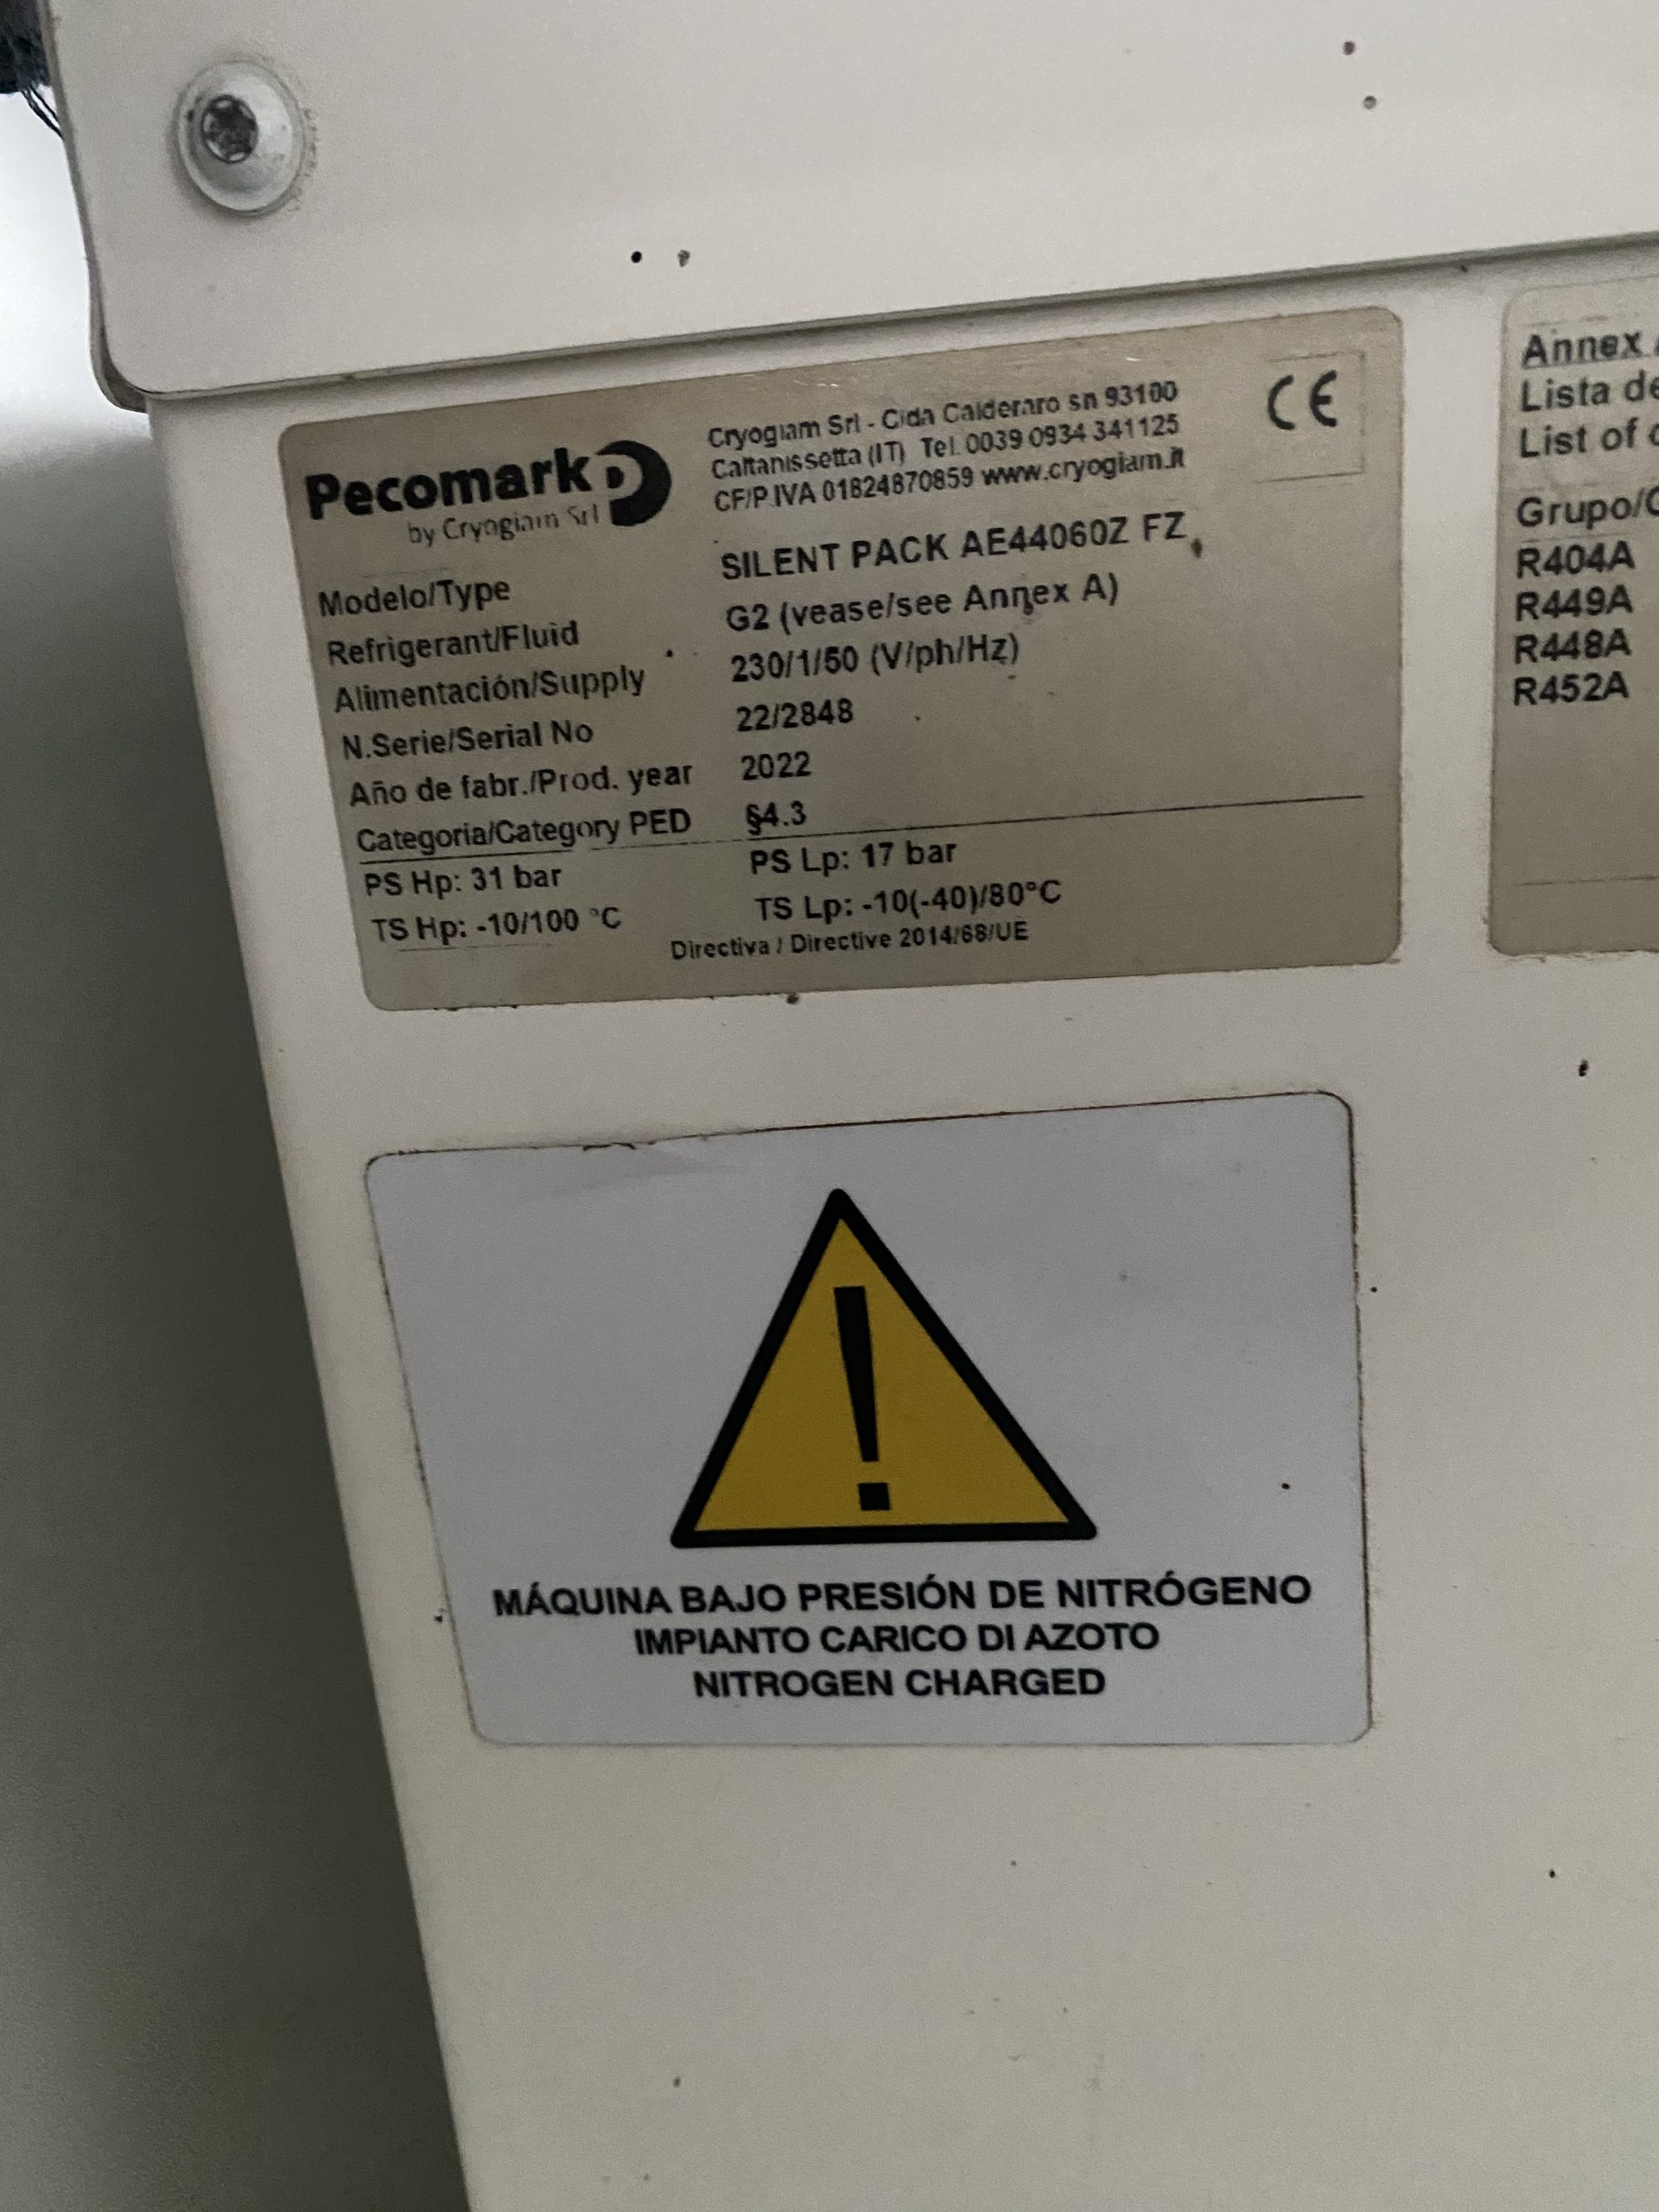 Pecomark
by Cryogiam Srl
Cryogiam Srl - C/da Calderaro sn 93100
Caltanissetta (IT) Tel. 0039 0934 341125
CF/P.IVA 01824870859 www.cryogiam.it
CE
Modelo/Type SILENT PACK AE44060Z FZ
Refrigerant/Fluid G2 (vease/see Annex A)
Alimentación/Supply 230/1/50 (V/ph/Hz)
N.Serie/Serial No 22/2848
Año de fabr./Prod. year 2022
Categoria/Category PED §4.3
PS Hp: 31 bar PS Lp: 17 bar
TS Hp: -10/100 °C TS Lp: -10(-40)/80°C
Directiva / Directive 2014/68/UE
Annex
Lista
List of
Grupo/
R404A
R449A
R448A
R452A
!
MÁQUINA BAJO PRESIÓN DE NITRÓGENO
IMPIANTO CARICO DI AZOTO
NITROGEN CHARGED